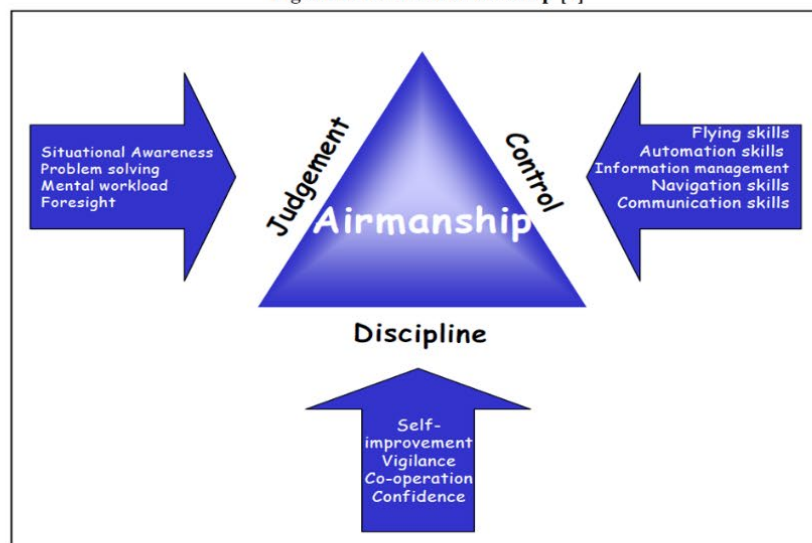 Judgement
Control
Airmanship
Discipline
Situational Awareness
Problem solving
Mental workload
Foresight
Flying skills
Automation skills
Information management
Navigation skills
Communication skills
Self-
improvement
Vigilance
Co-operation
Confidence